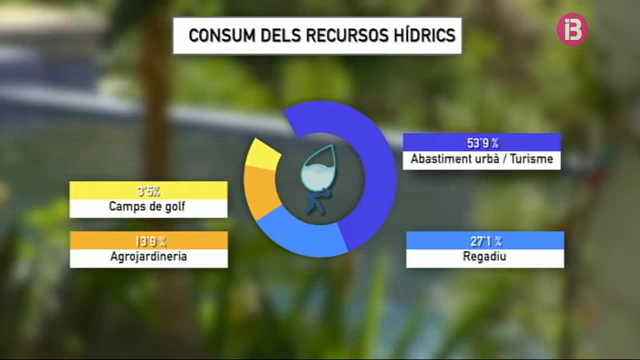 CONSUM DELS RECURSOS HÍDRICS
IB
53'9 %
Abastiment urbà / Turisme
3'5%
Camps de golf
13'9 %
Agrojardineria
27'1 %
Regadiu